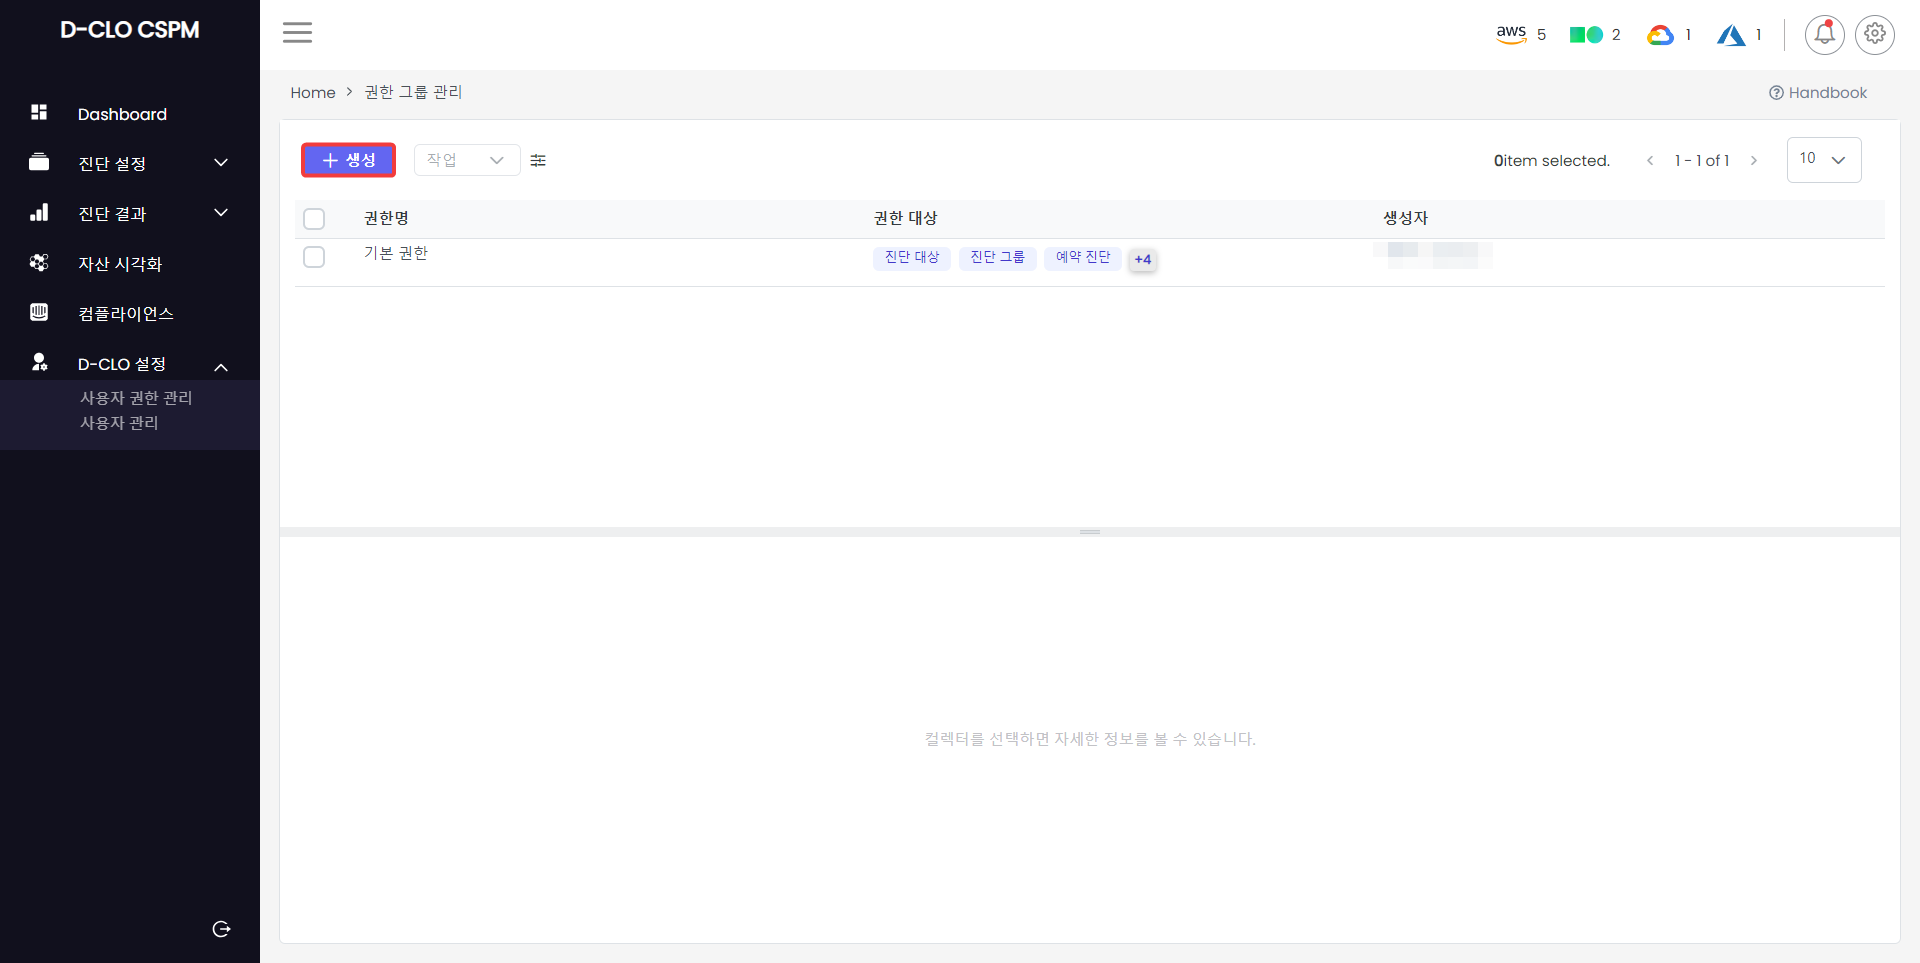 D-CLO CSPM
aws 5 2 1 1
Home > 권한 그룹 관리
Handbook
Dashboard
진단 설정
진단 결과
자산 시각화
컴플라이언스
D-CLO 설정
사용자 권한 관리
사용자 관리
+ 생성
작업
0item selected.
1 - 1 of 1
10
권한명 권한 대상 생성자
기본 권한 진단 대상 진단 그룹 예약 진단 +4
컬렉터를 선택하면 자세한 정보를 볼 수 있습니다.